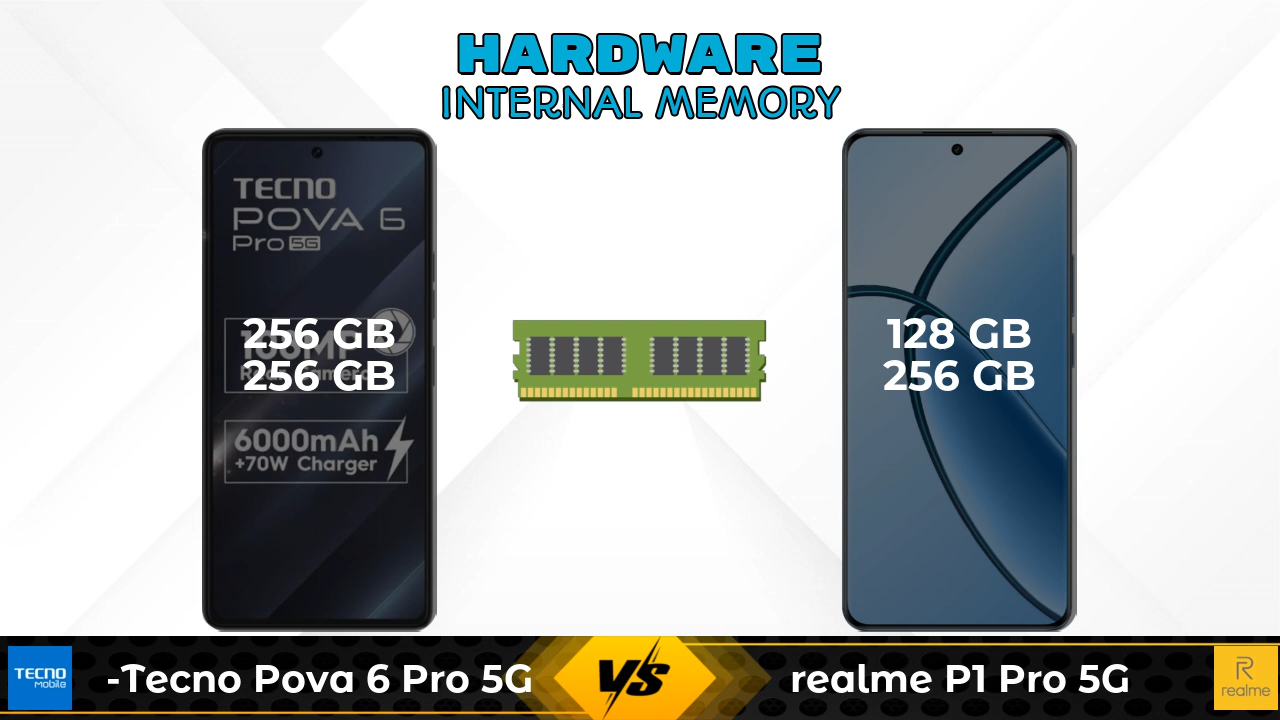 HARDWARE
INTERNAL MEMORY
TECNO
POVA 6
Pro 5G
256 GB
256 GB
6000mAh
+70W Charger
128 GB
256 GB
TECNO
mobile
-Tecno Pova 6 Pro 5G
VS
realme P1 Pro 5G
R
realme